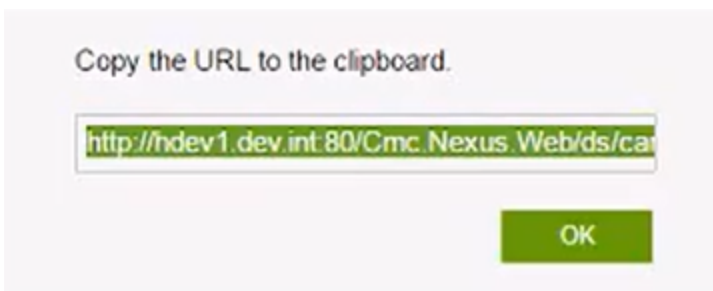 Copy the URL to the clipboard.
http://hdev1.dev.int:80/Cmc.Nexus.Web/ds/car
OK